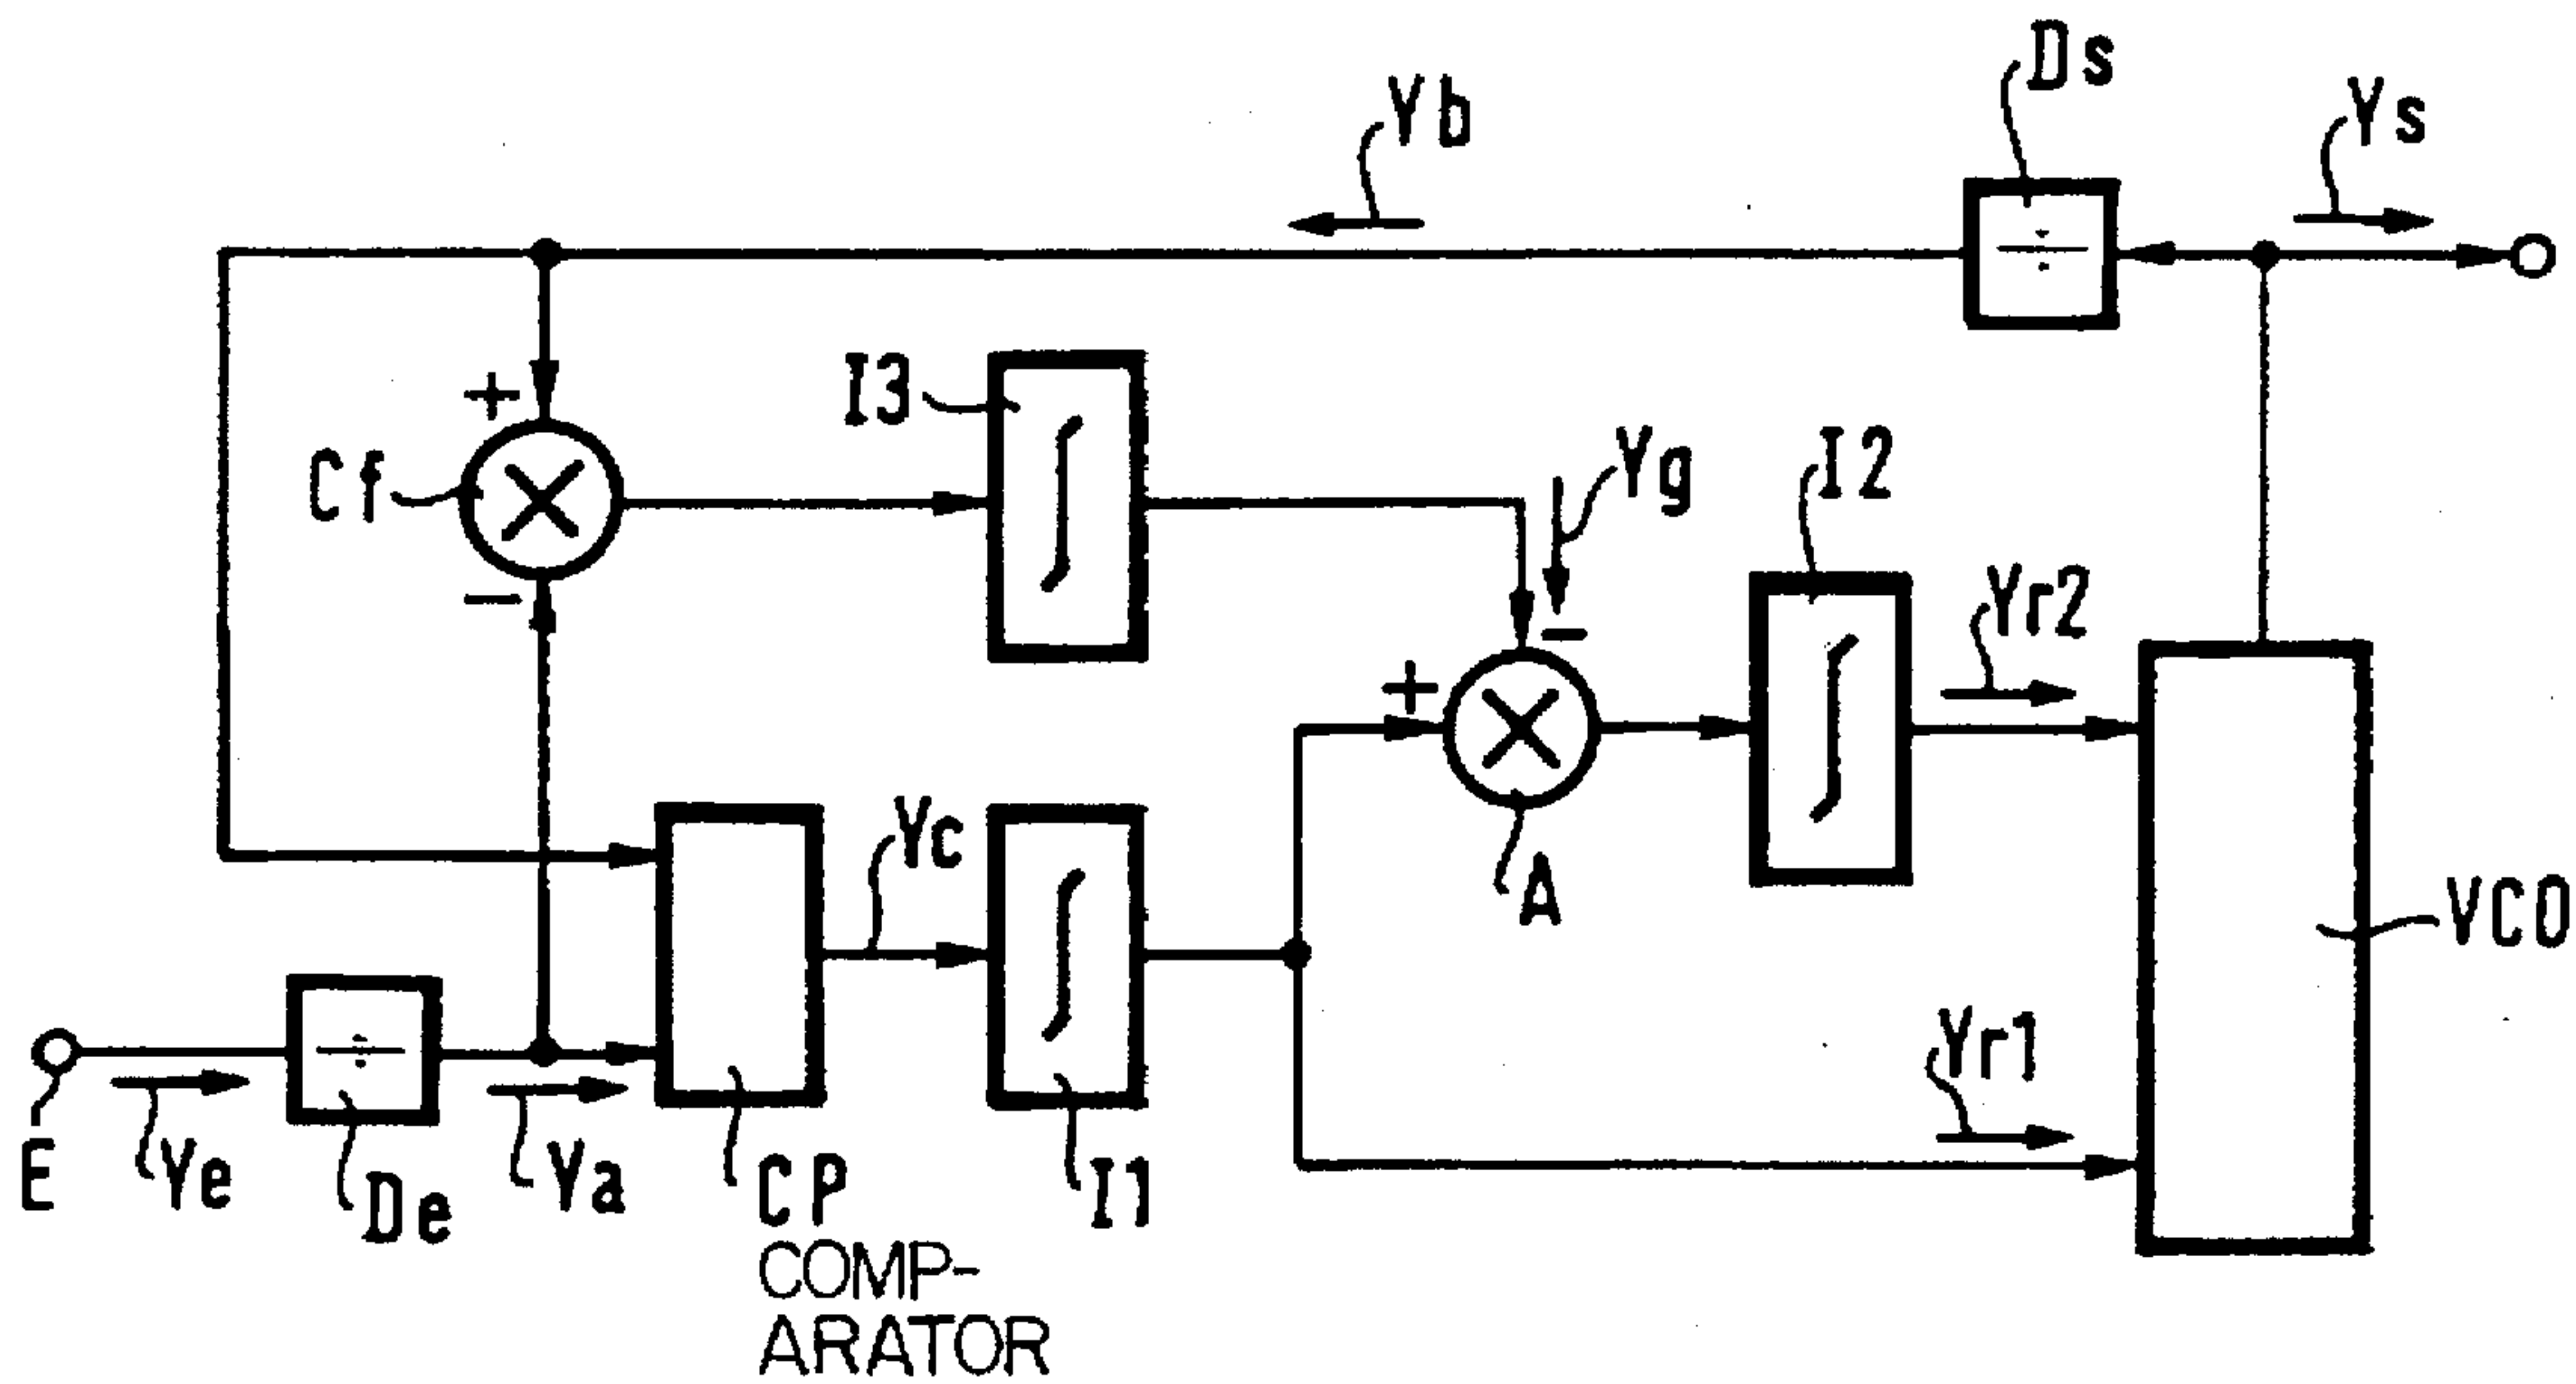 Ds
Yb
Ys
+
I3
Cf
Yg
I2
−
Yr2
−
+
Yc
A
VCO
Yr1
E
Ye
De
Ya
CP
I1
COMP-
ARATOR